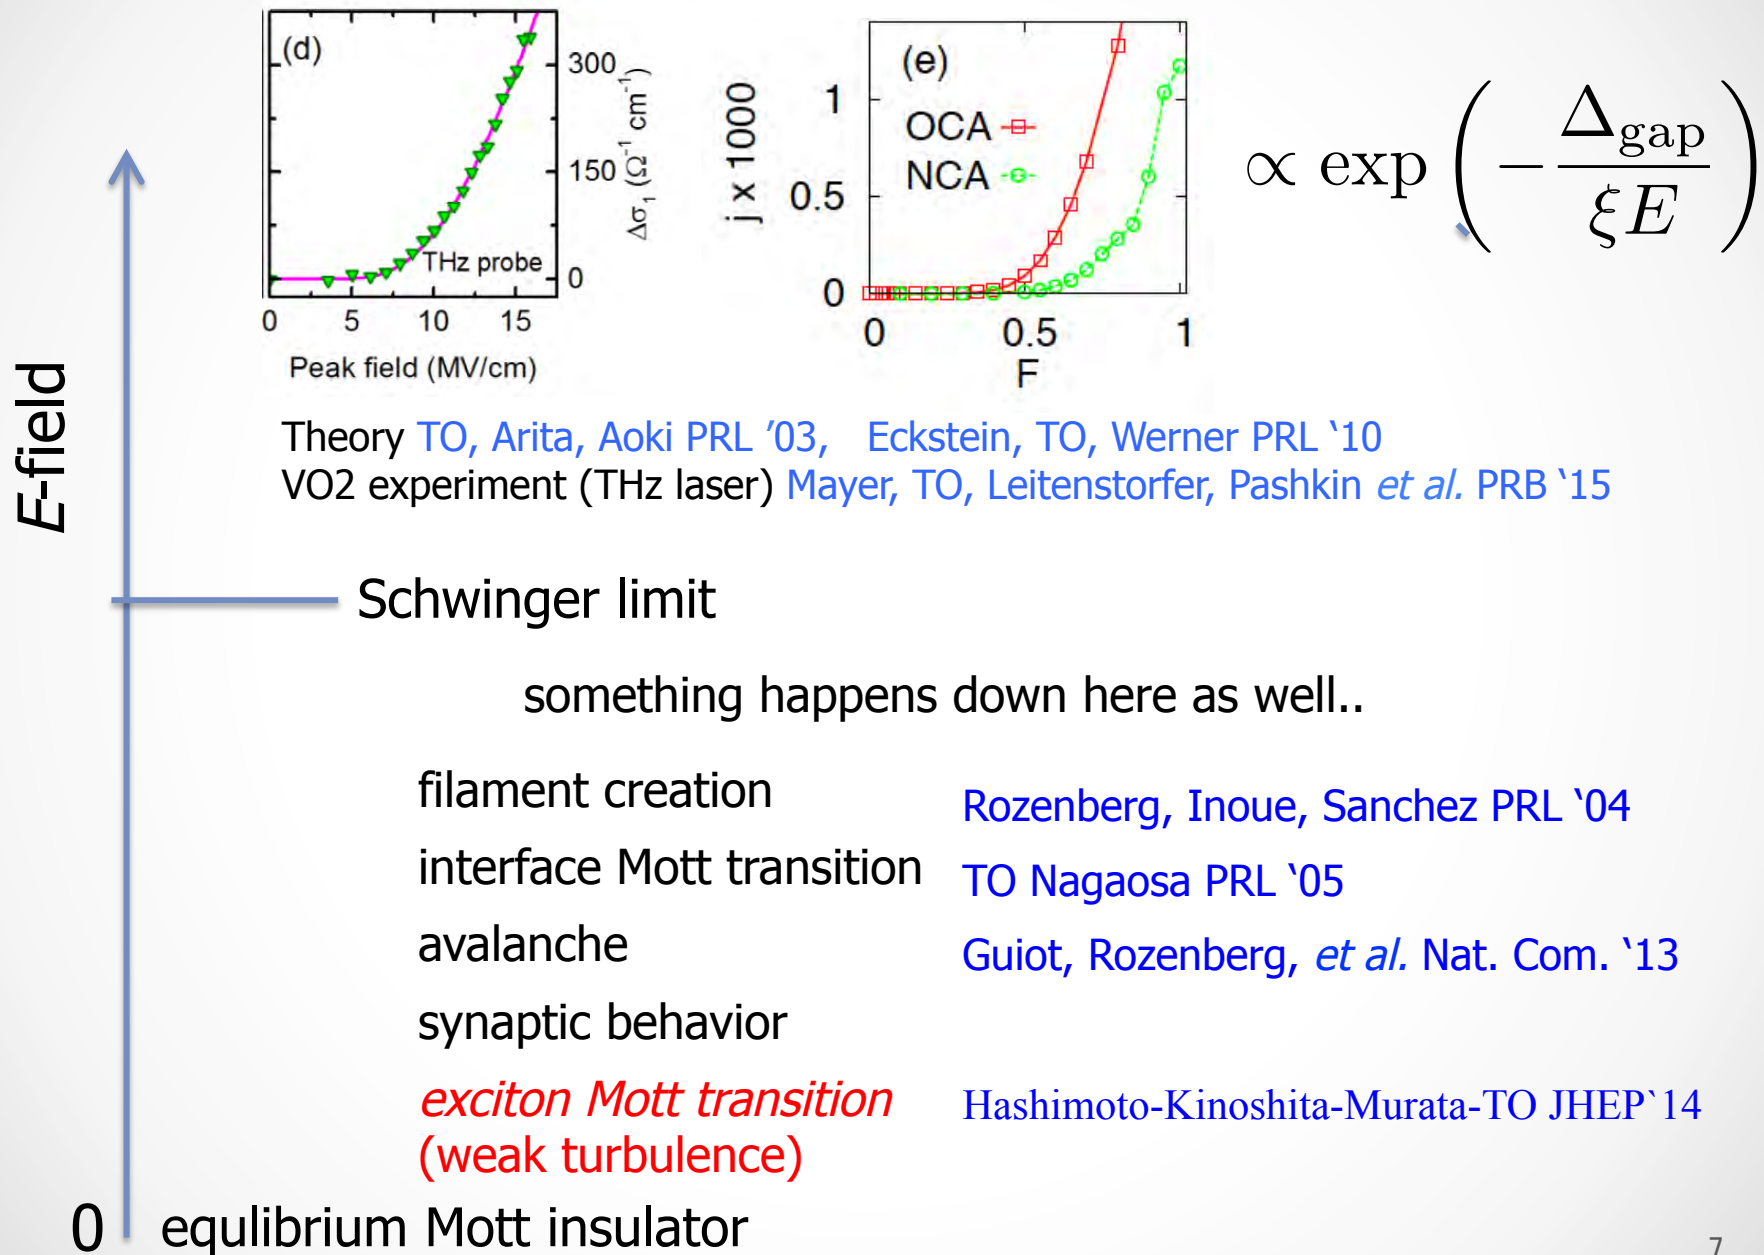 (d)
300
150
0
Δσ₁ (Ω⁻¹ cm⁻¹)
THz probe
0 5 10 15
Peak field (MV/cm)
(e)
OCA
NCA
j x 1000
1
0.5
0
0 0.5 1
F
∝ exp ( − Δgap / ξE )
E-field
Theory TO, Arita, Aoki PRL ’03, Eckstein, TO, Werner PRL ‘10
VO2 experiment (THz laser) Mayer, TO, Leitenstorfer, Pashkin et al. PRB ‘15
Schwinger limit
something happens down here as well..
filament creation Rozenberg, Inoue, Sanchez PRL ‘04
interface Mott transition TO Nagaosa PRL ‘05
avalanche Guiot, Rozenberg, et al. Nat. Com. ‘13
synaptic behavior
exciton Mott transition Hashimoto-Kinoshita-Murata-TO JHEP`14
(weak turbulence)
0 equlibrium Mott insulator
7